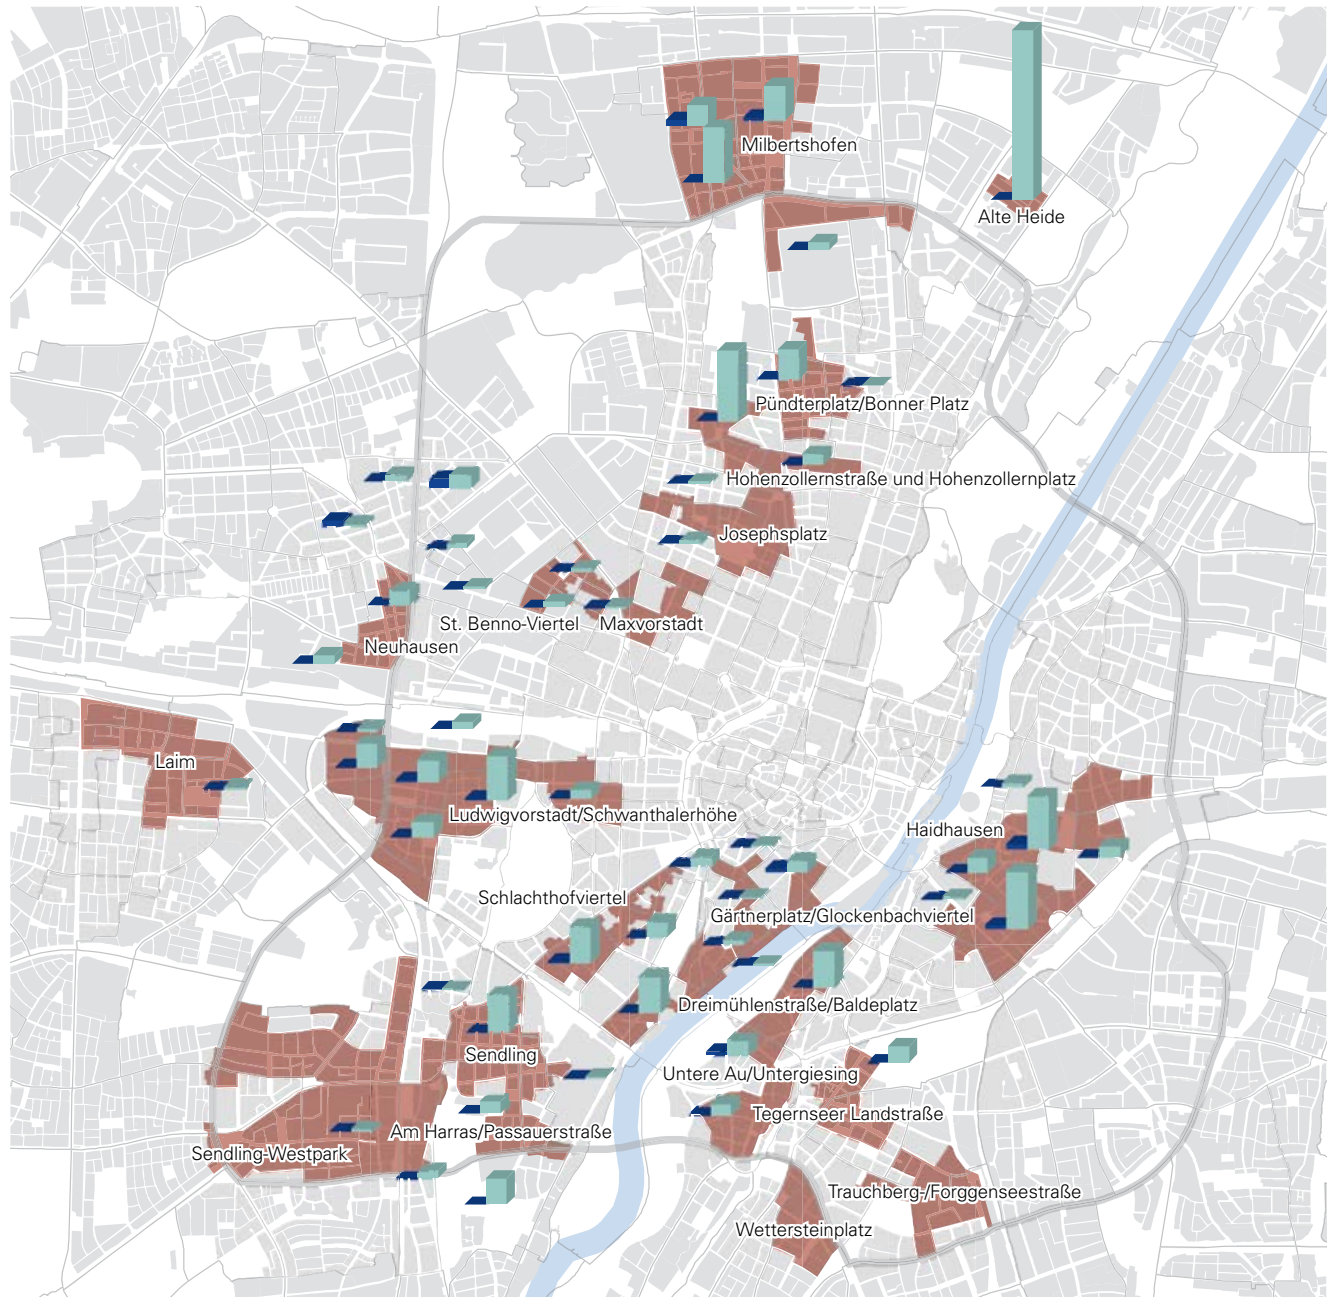 Milbertshofen
Alte Heide
Pündterplatz/Bonner Platz
Hohenzollernstraße und Hohenzollernplatz
Josephsplatz
St. Benno-Viertel
Maxvorstadt
Neuhausen
Laim
Ludwigvorstadt/Schwanthalerhöhe
Haidhausen
Schlachthofviertel
Gärtnerplatz/Glockenbachviertel
Dreimühlenstraße/Baldeplatz
Sendling
Untere Au/Untergiesing
Tegernseer Landstraße
Am Harras/Passauerstraße
Sendling-Westpark
Trauchberg-/Forggenseestraße
Wettersteinplatz